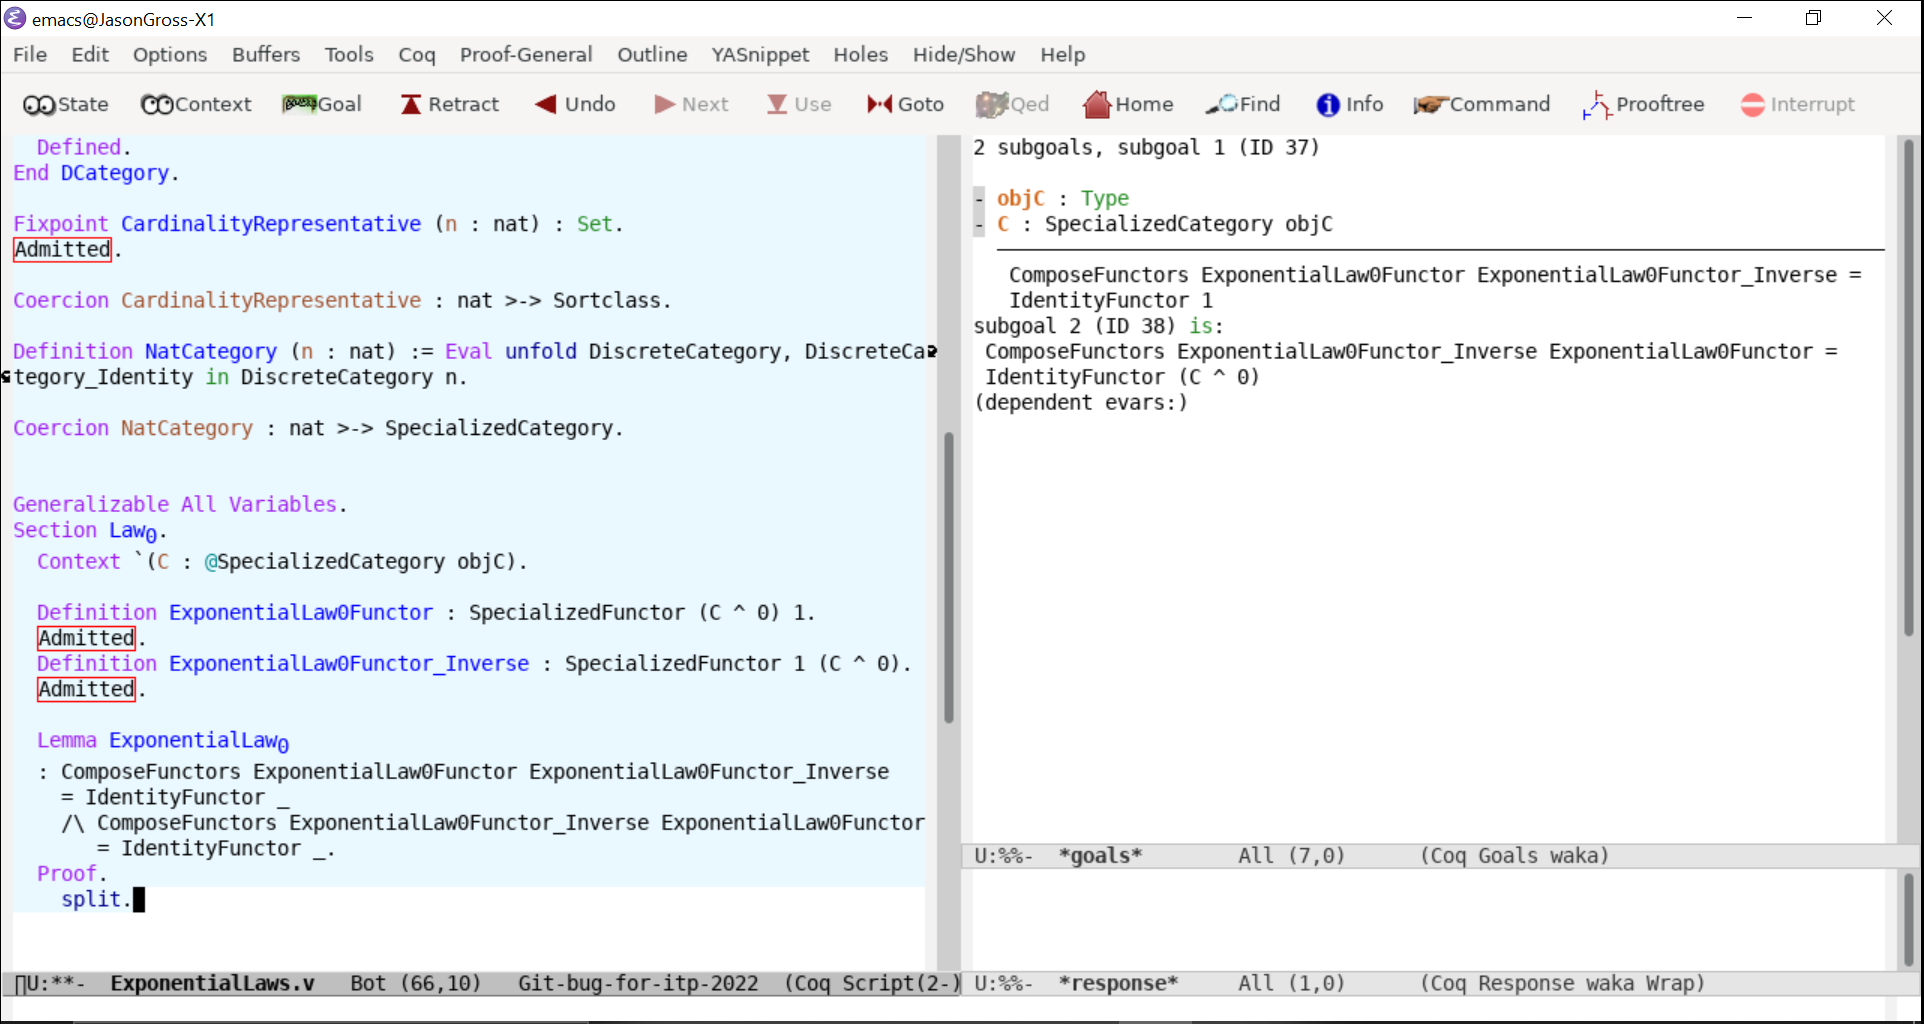 emacs@JasonGross-X1
File Edit Options Buffers Tools Coq Proof-General Outline YASnippet Holes Hide/Show Help
State Context Goal Retract Undo Next Use Goto Qed Home Find Info Command Prooftree Interrupt
Defined.
End DCategory.
Fixpoint CardinalityRepresentative (n : nat) : Set.
Admitted.
Coercion CardinalityRepresentative : nat >-> Sortclass.
Definition NatCategory (n : nat) := Eval unfold DiscreteCategory, DiscreteCa
tegory_Identity in DiscreteCategory n.
Coercion NatCategory : nat >-> SpecializedCategory.
Generalizable All Variables.
Section Law₀.
Context `(C : @SpecializedCategory objC).
Definition ExponentialLaw0Functor : SpecializedFunctor (C ^ 0) 1.
Admitted.
Definition ExponentialLaw0Functor_Inverse : SpecializedFunctor 1 (C ^ 0).
Admitted.
Lemma ExponentialLaw₀
: ComposeFunctors ExponentialLaw0Functor ExponentialLaw0Functor_Inverse
= IdentityFunctor _
/\ ComposeFunctors ExponentialLaw0Functor_Inverse ExponentialLaw0Functor
= IdentityFunctor _.
Proof.
split.
U:**- ExponentialLaws.v Bot (66,10) Git-bug-for-itp-2022 (Coq Script(2-)
2 subgoals, subgoal 1 (ID 37)
- objC : Type
- C : SpecializedCategory objC
ComposeFunctors ExponentialLaw0Functor ExponentialLaw0Functor_Inverse =
IdentityFunctor 1
subgoal 2 (ID 38) is:
ComposeFunctors ExponentialLaw0Functor_Inverse ExponentialLaw0Functor =
IdentityFunctor (C ^ 0)
(dependent evars:)
U:%%- *goals* All (7,0) (Coq Goals waka)
U:%%- *response* All (1,0) (Coq Response waka Wrap)